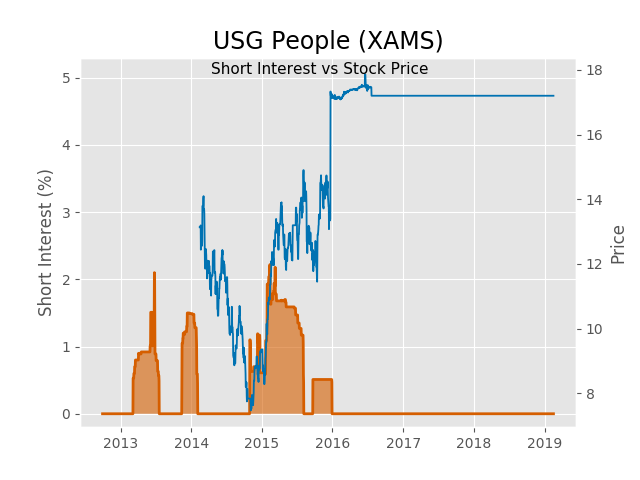 USG People (XAMS)
Short Interest vs Stock Price
Short Interest (%)
5
4
3
2
1
0
18
16
14
12
10
8
Price
2013 2014 2015 2016 2017 2018 2019